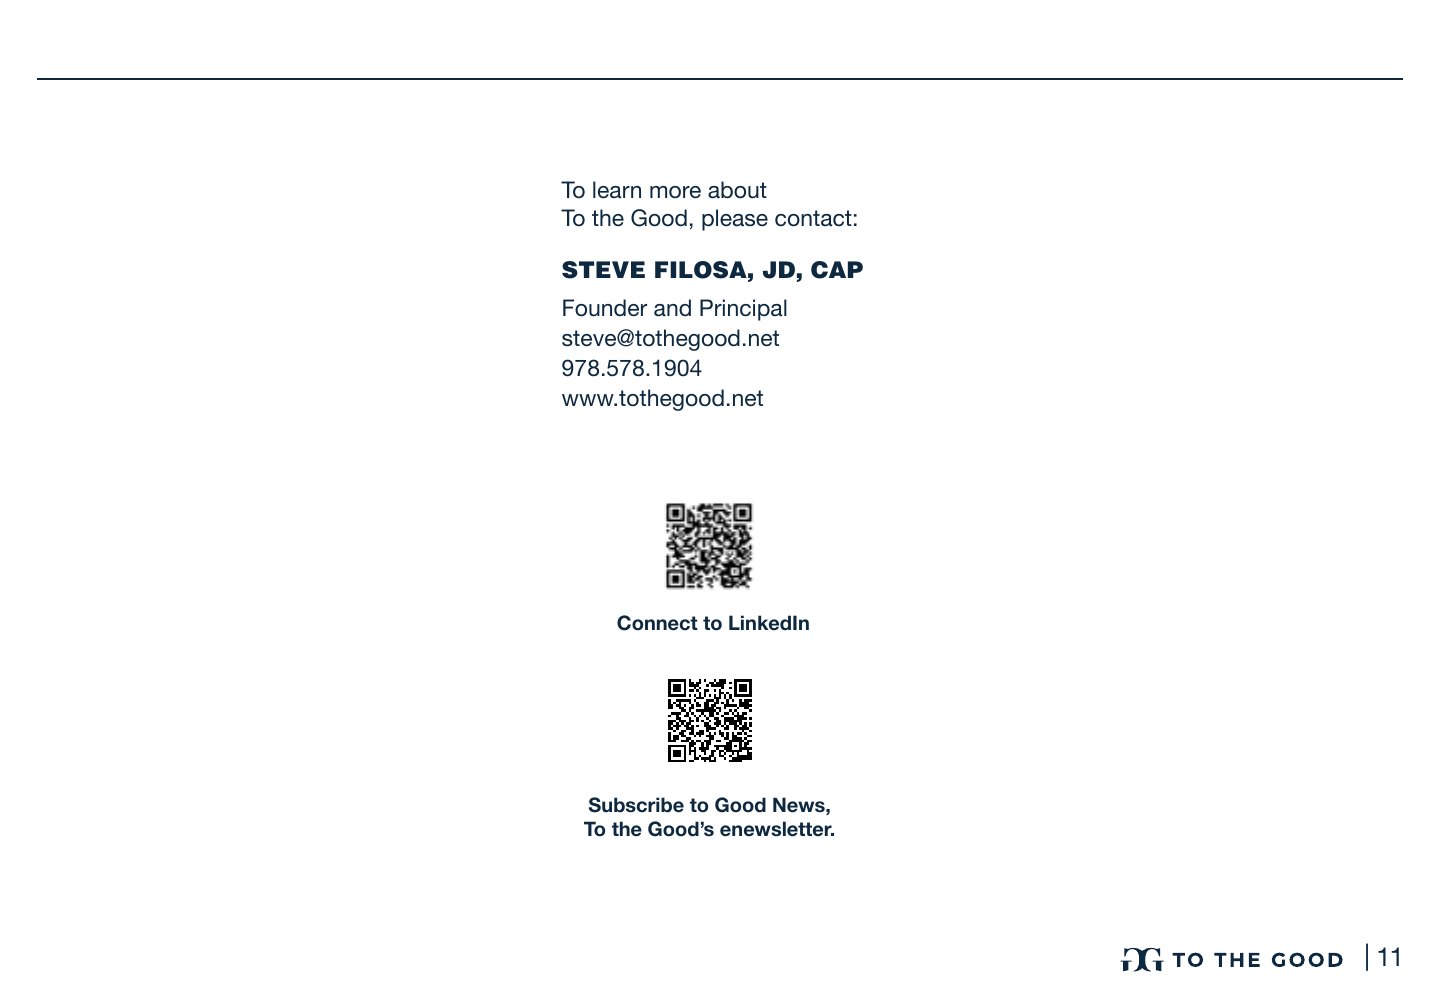 To learn more about
To the Good, please contact:
STEVE FILOSA, JD, CAP
Founder and Principal
steve@tothegood.net
978.578.1904
www.tothegood.net
Connect to LinkedIn
Subscribe to Good News,
To the Good’s enewsletter.
TO THE GOOD | 11